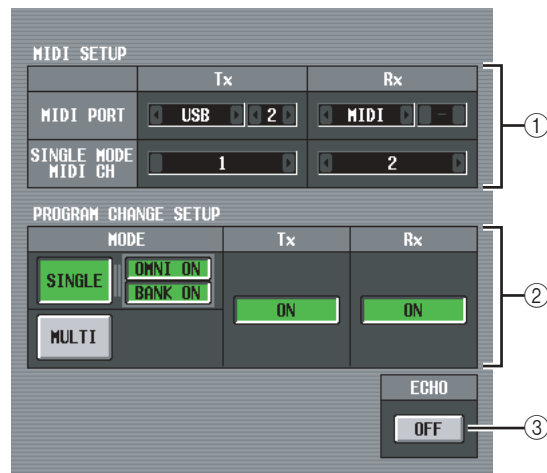 MIDI SETUP
Tx Rx
MIDI PORT USB 2 MIDI -
①
SINGLE MODE
MIDI CH 1 2
PROGRAM CHANGE SETUP
MODE Tx Rx
SINGLE OMNI ON
BANK ON
ON ON
②
MULTI
ECHO
OFF
③